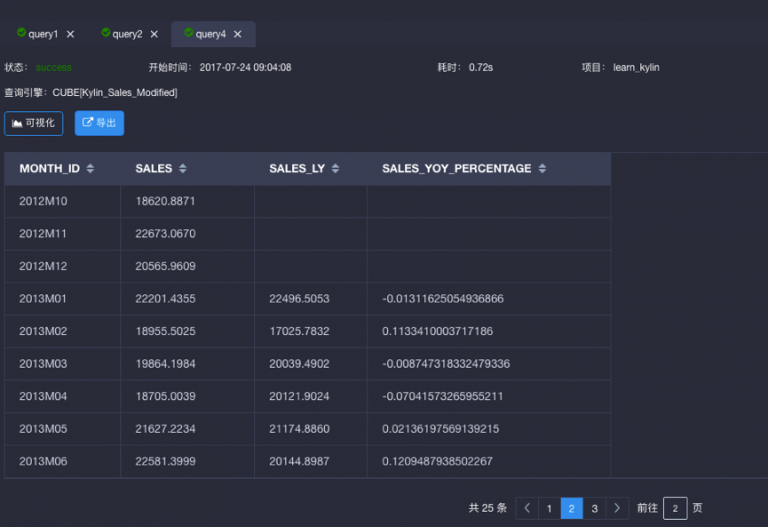 query1 query2 query4
状态： success 开始时间： 2017-07-24 09:04:08 耗时： 0.72s 项目： learn_kylin
查询引擎：CUBE[Kylin_Sales_Modified]
可视化 导出
MONTH_ID SALES SALES_LY SALES_YOY_PERCENTAGE
2012M10 18620.8871
2012M11 22673.0670
2012M12 20565.9609
2013M01 22201.4355 22496.5053 -0.01311625054936866
2013M02 18955.5025 17025.7832 0.1133410003717186
2013M03 19864.1984 20039.4902 -0.008747318332479336
2013M04 18705.0039 20121.9024 -0.07041573265955211
2013M05 21627.2234 21174.8860 0.02136197569139215
2013M06 22581.3999 20144.8987 0.1209487938502267
共 25 条 1 2 3 前往 2 页